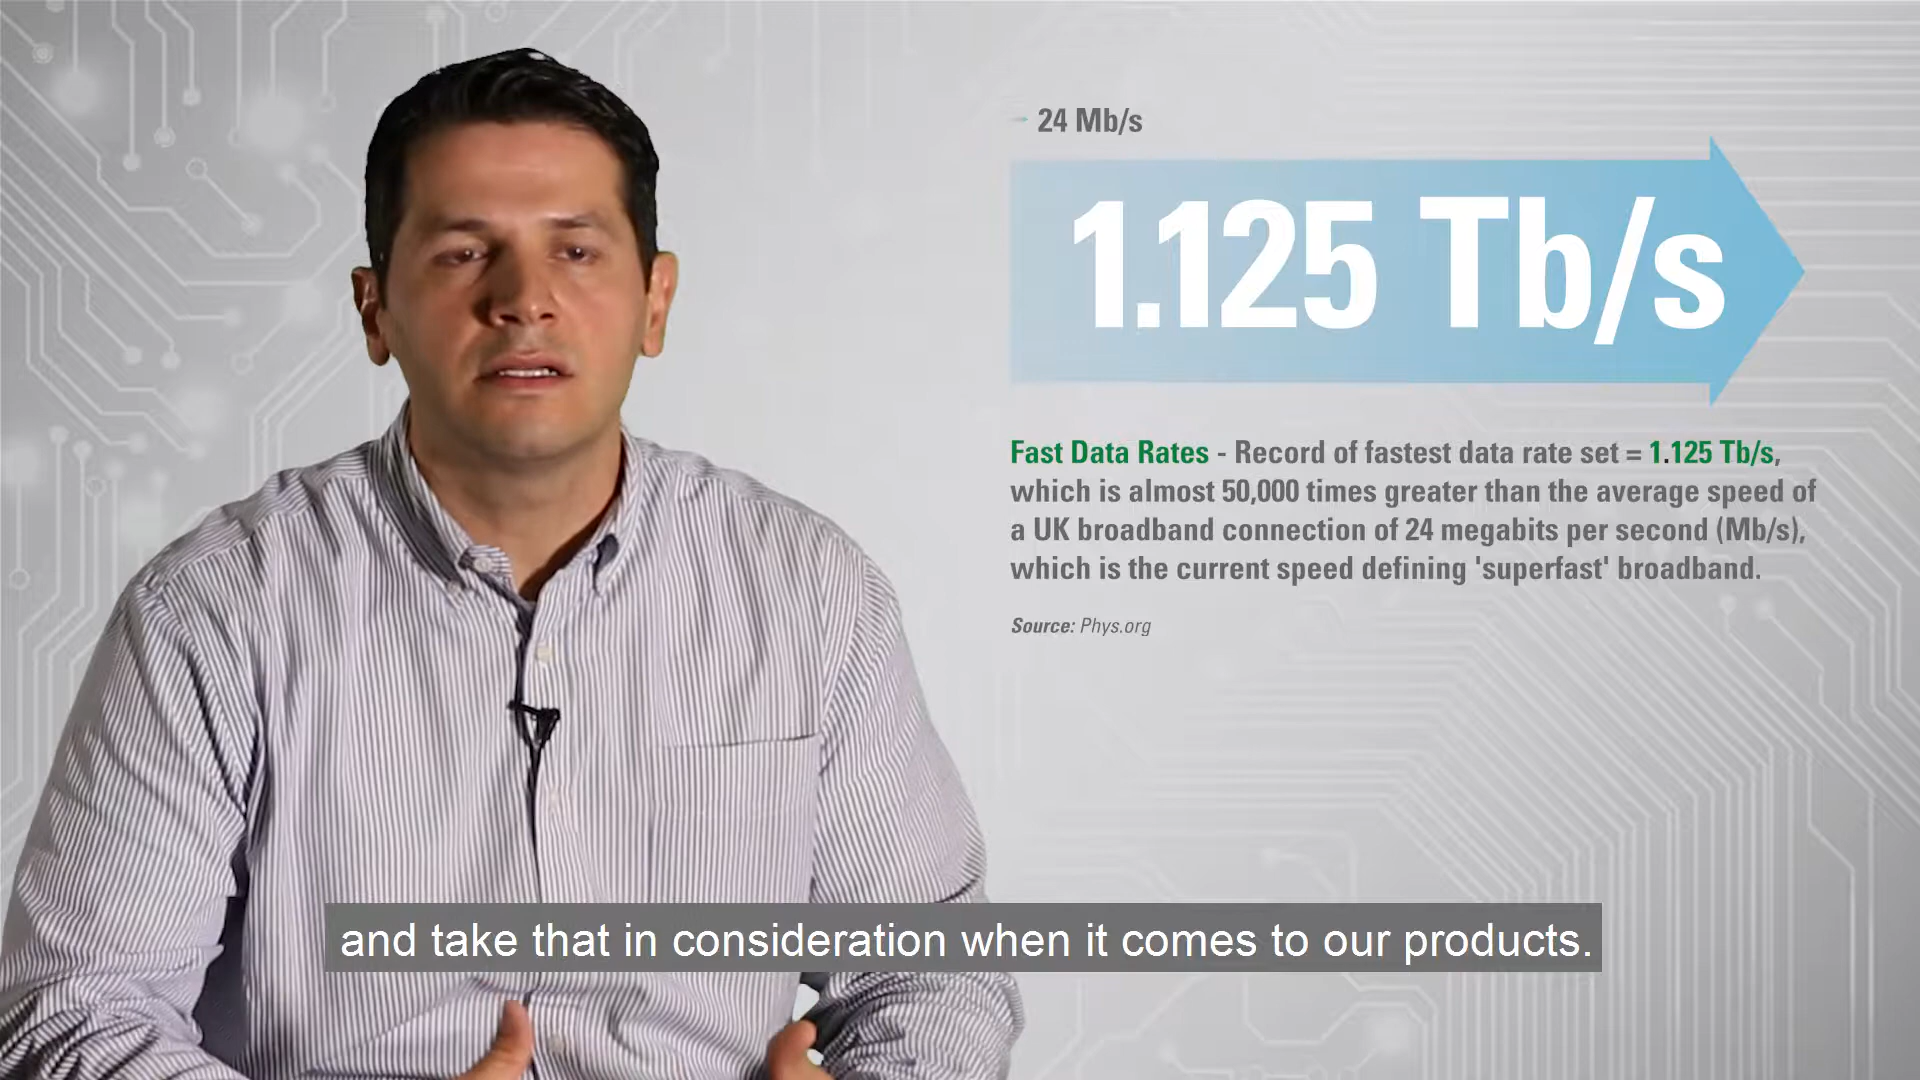 24 Mb/s
1.125 Tb/s
Fast Data Rates - Record of fastest data rate set = 1.125 Tb/s,
which is almost 50,000 times greater than the average speed of
a UK broadband connection of 24 megabits per second (Mb/s),
which is the current speed defining 'superfast' broadband.
Source: Phys.org
and take that in consideration when it comes to our products.